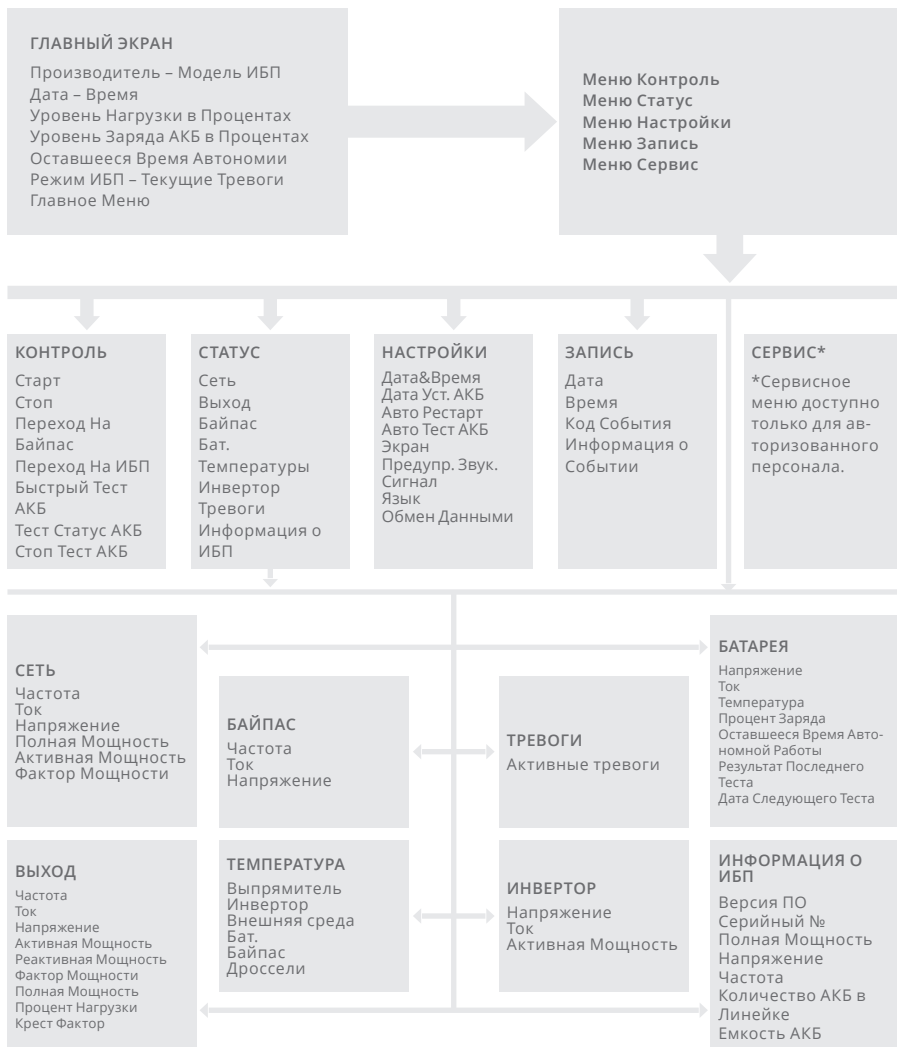 ГЛАВНЫЙ ЭКРАН
Производитель – Модель ИБП
Дата – Время
Уровень Нагрузки в Процентах
Уровень Заряда АКБ в Процентах
Оставшееся Время Автономии
Режим ИБП – Текущие Тревоги
Главное Меню
Меню Контроль
Меню Статус
Меню Настройки
Меню Запись
Меню Сервис
КОНТРОЛЬ
Старт
Стоп
Переход На
Байпас
Переход На ИБП
Быстрый Тест
АКБ
Тест Статус АКБ
Стоп Тест АКБ
СТАТУС
Сеть
Выход
Байпас
Бат.
Температуры
Инвертор
Тревоги
Информация о
ИБП
НАСТРОЙКИ
Дата&Время
Дата Уст. АКБ
Авто Рестарт
Авто Тест АКБ
Экран
Предупр. Звук.
Сигнал
Язык
Обмен Данными
ЗАПИСЬ
Дата
Время
Код События
Информация о
Событии
СЕРВИС*
*Сервисное
меню доступно
только для ав-
торизованного
персонала.
СЕТЬ
Частота
Ток
Напряжение
Полная Мощность
Активная Мощность
Фактор Мощности
БАЙПАС
Частота
Ток
Напряжение
ТРЕВОГИ
Активные тревоги
БАТАРЕЯ
Напряжение
Ток
Температура
Процент Заряда
Оставшееся Время Авто-
номной Работы
Результат Последнего
Теста
Дата Следующего Теста
ВЫХОД
Частота
Ток
Напряжение
Активная Мощность
Реактивная Мощность
Фактор Мощности
Полная Мощность
Процент Нагрузки
Крест Фактор
ТЕМПЕРАТУРА
Выпрямитель
Инвертор
Внешняя среда
Бат.
Байпас
Дроссели
ИНВЕРТОР
Напряжение
Ток
Активная Мощность
ИНФОРМАЦИЯ О
ИБП
Версия ПО
Серийный №
Полная Мощность
Напряжение
Частота
Количество АКБ в
Линейке
Емкость АКБ